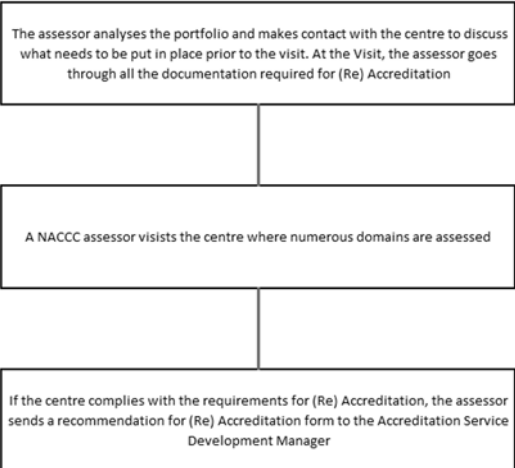 The assessor analyses the portfolio and makes contact with the centre to discuss
what needs to be put in place prior to the visit. At the Visit, the assessor goes
through all the documentation required for (Re) Accreditation
A NACCC assessor visists the centre where numerous domains are assessed
If the centre complies with the requirements for (Re) Accreditation, the assessor
sends a recommendation for (Re) Accreditation form to the Accreditation Service
Development Manager